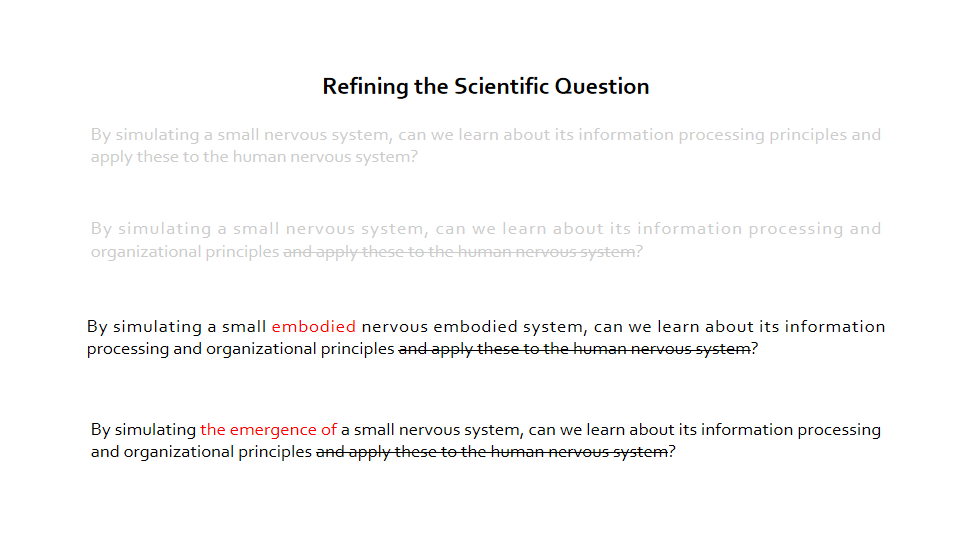 Refining the Scientific Question
By simulating a small nervous system, can we learn about its information processing principles and
apply these to the human nervous system?
By simulating a small nervous system, can we learn about its information processing and
organizational principles and apply these to the human nervous system?
By simulating a small embodied nervous embodied system, can we learn about its information
processing and organizational principles and apply these to the human nervous system?
By simulating the emergence of a small nervous system, can we learn about its information processing
and organizational principles and apply these to the human nervous system?